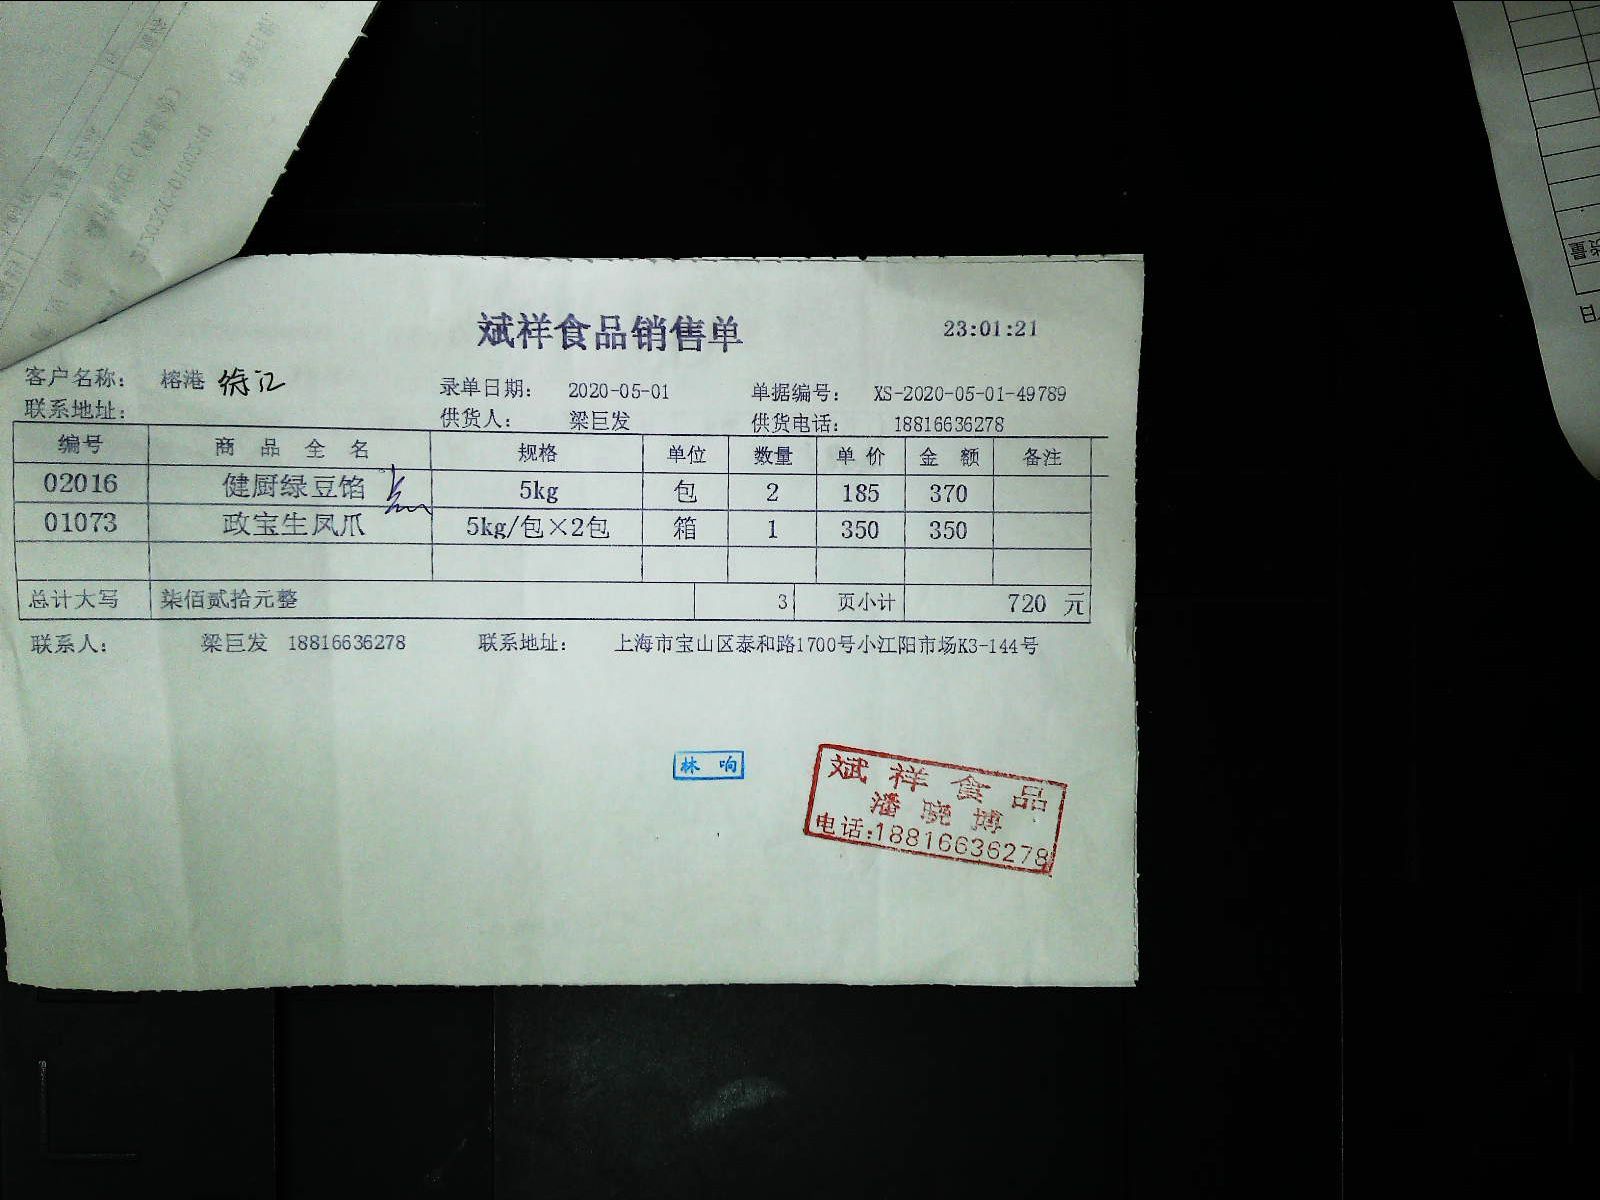 斌祥食品销售单 23:01:21
客户名称： 榕港 徐汇 录单日期： 2020-05-01 单据编号： XS-2020-05-01-49789
联系地址： 供货人： 梁巨发 供货电话： 18816636278
编号 商品全名 规格 单位 数量 单价 金额 备注
02016 健厨绿豆馅 5kg 包 2 185 370
01073 政宝生凤爪 5kg/包×2包 箱 1 350 350
总计大写 柒佰贰拾元整 3 页小计 720 元
联系人： 梁巨发 18816636278 联系地址： 上海市宝山区泰和路1700号小江阳市场K3-144号
林响
斌祥食品
潘晓博
电话:18816636278